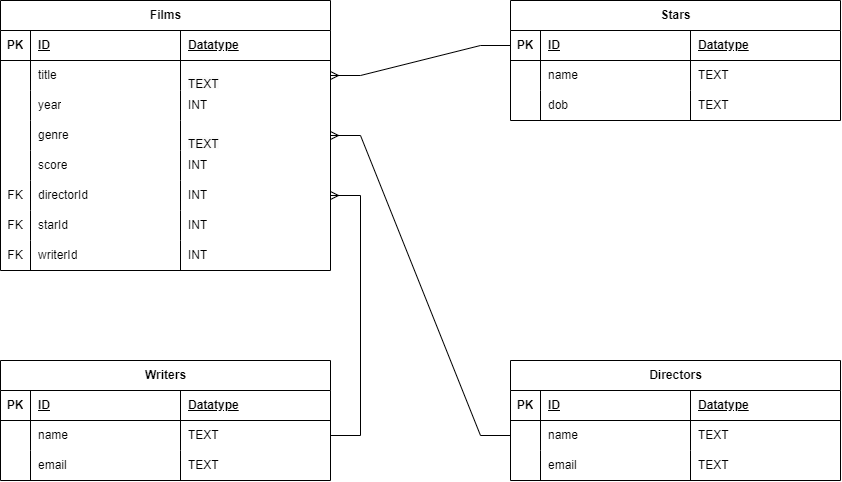 Films
PK ID Datatype
title TEXT
year INT
genre TEXT
score INT
FK directorId INT
FK starId INT
FK writerId INT
Stars
PK ID Datatype
name TEXT
dob TEXT
Writers
PK ID Datatype
name TEXT
email TEXT
Directors
PK ID Datatype
name TEXT
email TEXT